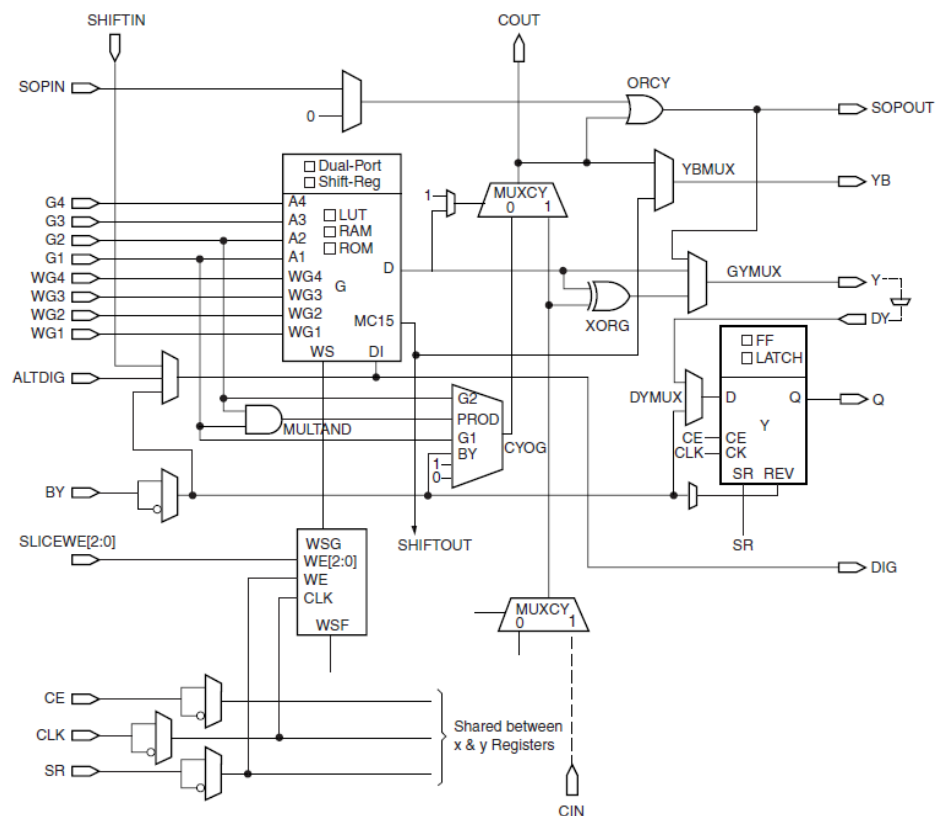 SHIFTIN
COUT
SOPIN
ORCY
0
SOPOUT
Dual-Port
Shift-Reg
YBMUX
YB
MUXCY
1
0 1
G4
A4
G3
A3
LUT
G2
A2
RAM
G1
A1
ROM
D
GYMUX
Y
WG4
WG4
G
WG3
WG3
XORG
DY
WG2
WG2
MC15
WG1
WG1
FF
LATCH
WS
DI
ALTDIG
G2
DYMUX
D
Q
Q
PROD
Y
MULTAND
G1
CYOG
CE
CE
BY
CLK
CK
1
0
SR REV
BY
SHIFTOUT
SR
SLICEWE[2:0]
WSG
WE[2:0]
DIG
WE
CLK
MUXCY
0 1
WSF
CE
Shared between
x & y Registers
CLK
SR
CIN